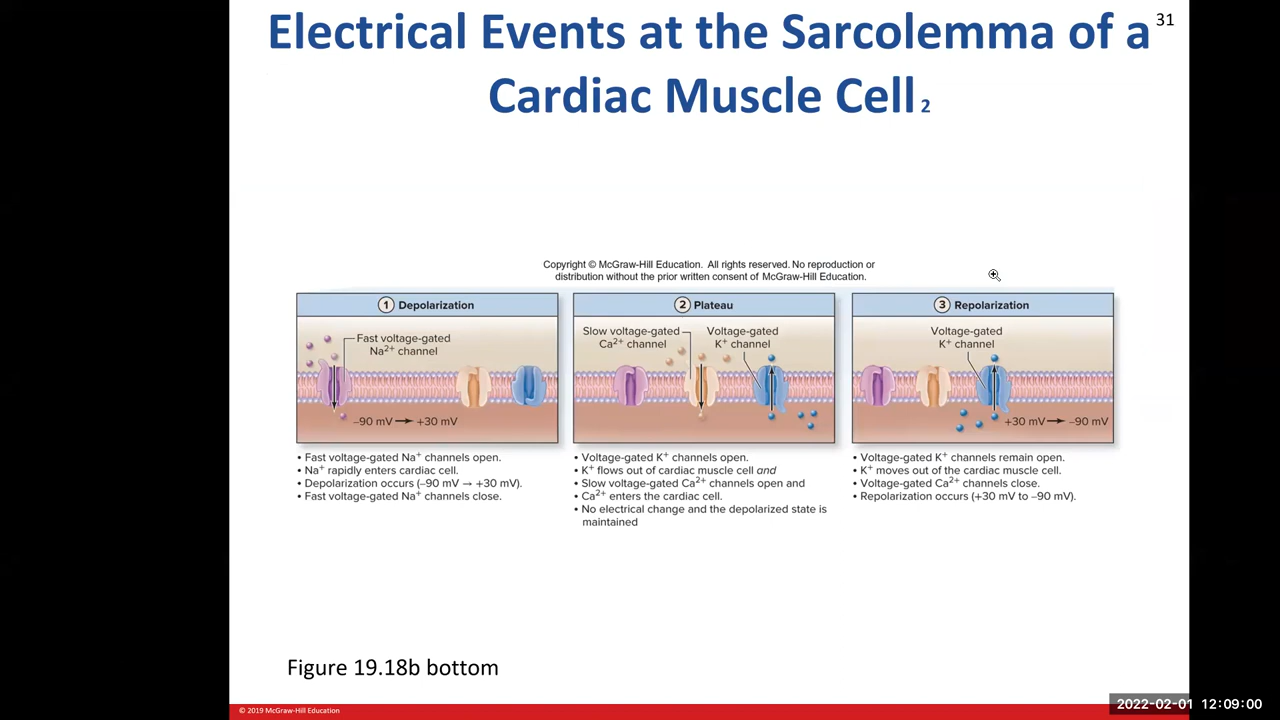 31
Electrical Events at the Sarcolemma of a
Cardiac Muscle Cell 2
Copyright © McGraw-Hill Education. All rights reserved. No reproduction or
distribution without the prior written consent of McGraw-Hill Education.
1 Depolarization
Fast voltage-gated
Na²⁺ channel
−90 mV → +30 mV
• Fast voltage-gated Na⁺ channels open.
• Na⁺ rapidly enters cardiac cell.
• Depolarization occurs (−90 mV → +30 mV).
• Fast voltage-gated Na⁺ channels close.
2 Plateau
Slow voltage-gated
Ca²⁺ channel
Voltage-gated
K⁺ channel
• Voltage-gated K⁺ channels open.
• K⁺ flows out of cardiac muscle cell and
• Slow voltage-gated Ca²⁺ channels open and
• Ca²⁺ enters the cardiac cell.
• No electrical change and the depolarized state is
maintained
3 Repolarization
Voltage-gated
K⁺ channel
+30 mV → −90 mV
• Voltage-gated K⁺ channels remain open.
• K⁺ moves out of the cardiac muscle cell.
• Voltage-gated Ca²⁺ channels close.
• Repolarization occurs (+30 mV to −90 mV).
Figure 19.18b bottom
© 2019 McGraw-Hill Education
2022-02-01 12:09:00